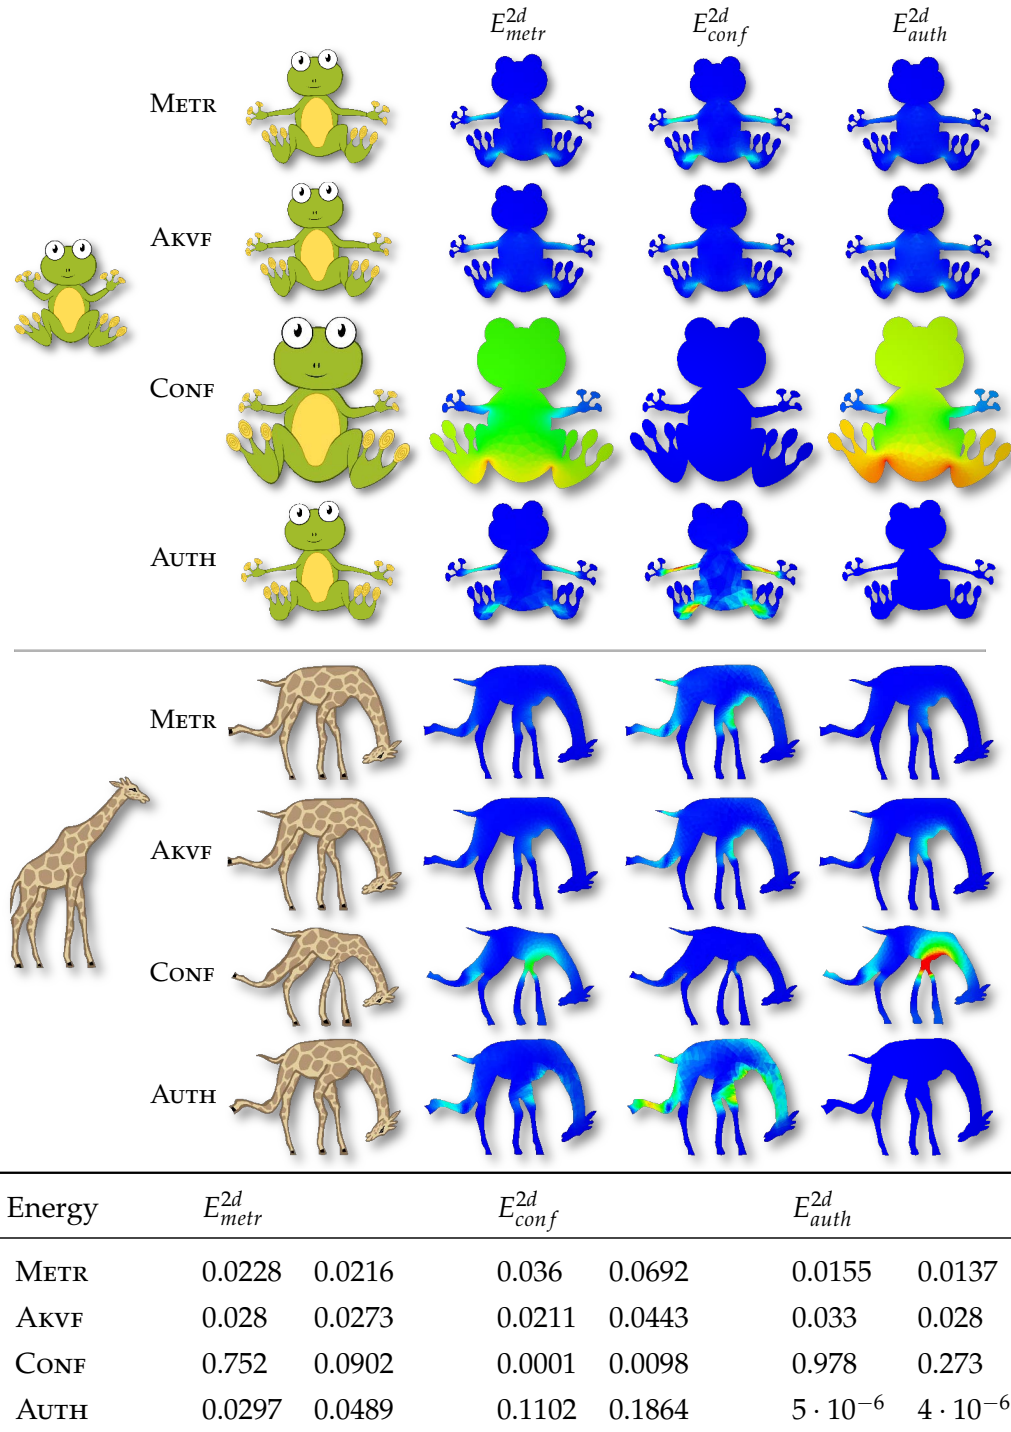 E^{2d}_{metr} E^{2d}_{conf} E^{2d}_{auth}
METR
AKVF
CONF
AUTH
METR
AKVF
CONF
AUTH
Energy E^{2d}_{metr} E^{2d}_{conf} E^{2d}_{auth}
METR 0.0228 0.0216 0.036 0.0692 0.0155 0.0137
AKVF 0.028 0.0273 0.0211 0.0443 0.033 0.028
CONF 0.752 0.0902 0.0001 0.0098 0.978 0.273
AUTH 0.0297 0.0489 0.1102 0.1864 5 · 10^{−6} 4 · 10^{−6}